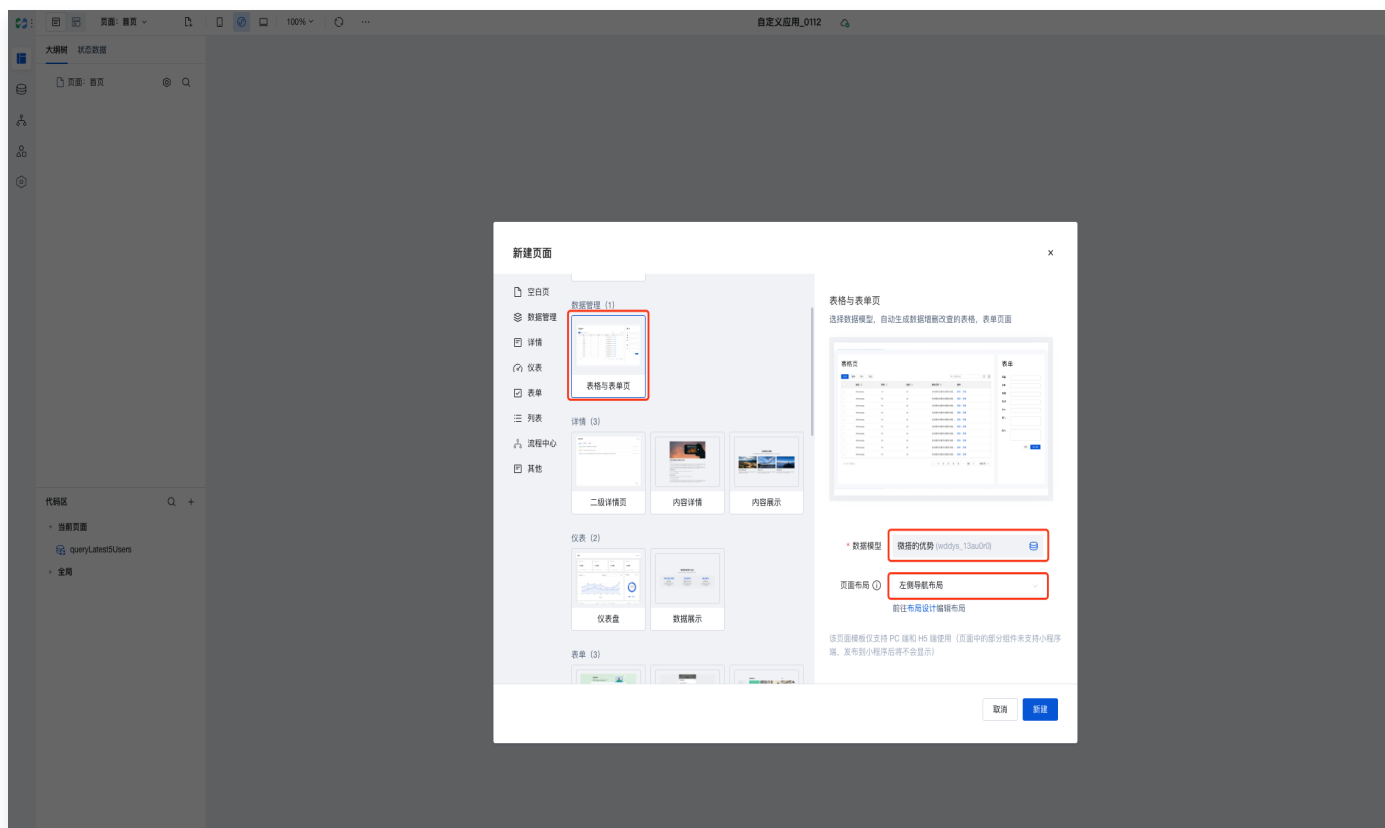 页面：首页
100%
自定义应用_0112
大纲树 状态数据
页面：首页
代码区
当前页面
queryLatest5Users
全局
新建页面
空白页
数据管理
详情
仪表
表单
列表
流程中心
其他
数据管理（1）
表格与表单页
详情（3）
二级详情页 内容详情 内容展示
仪表（2）
仪表盘 数据展示
表单（3）
表格与表单页
选择数据模型，自动生成数据增删改查的表格，表单页面
表格页 表单
* 数据模型 微搭的优势 (wddys_13au0r0)
页面布局 左侧导航布局
前往布局设计编辑布局
该页面模板仅支持 PC 端和 H5 端使用（页面中的部分组件未支持小程序
端，发布到小程序后将不会显示）
取消 新建